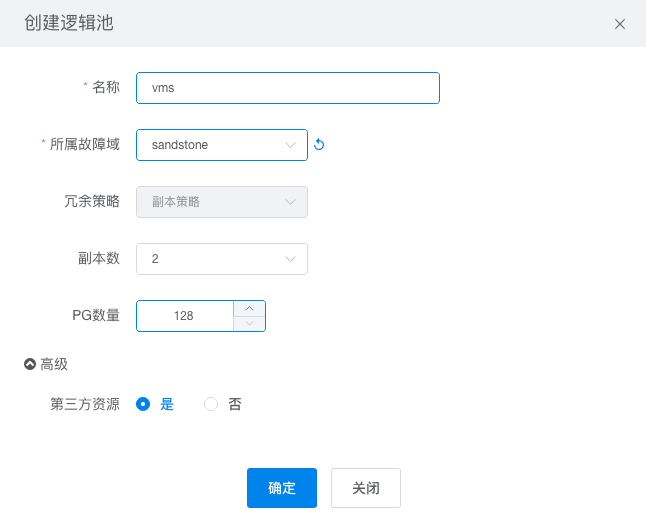 创建逻辑池
* 名称 vms
* 所属故障域 sandstone
冗余策略 副本策略
副本数 2
PG数量 128
高级
第三方资源 是 否
确定 关闭